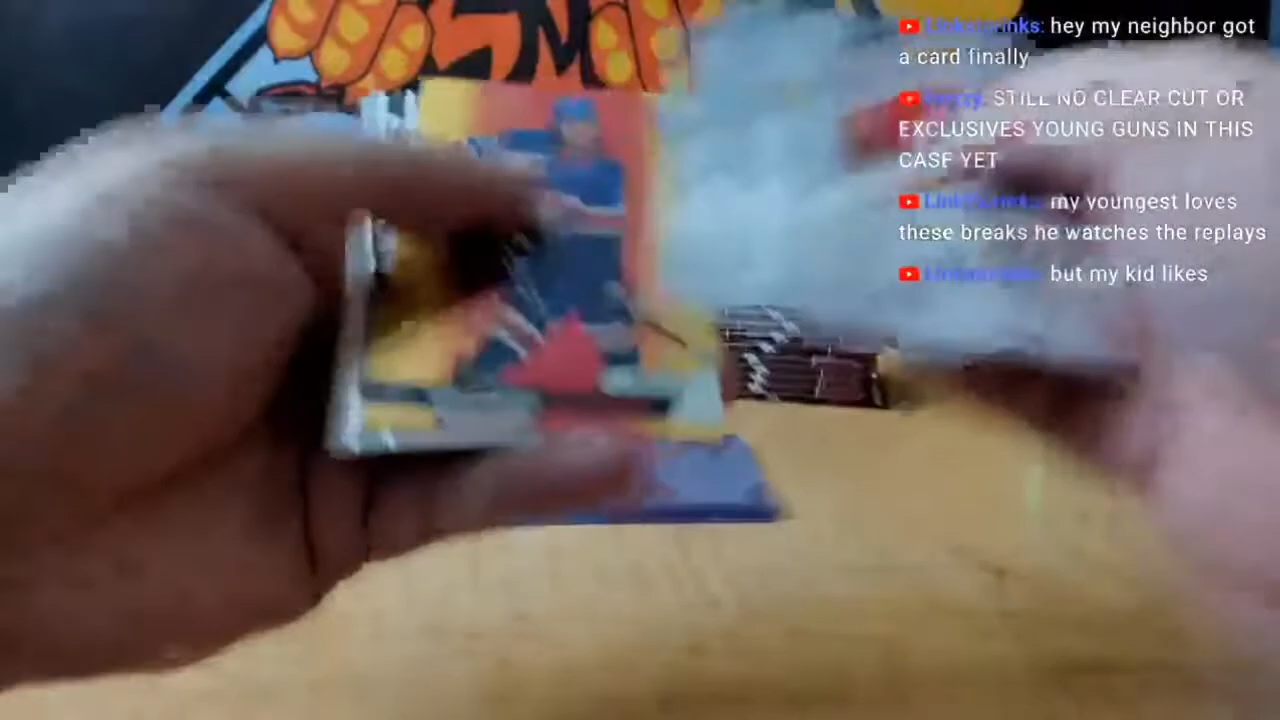 hey my neighbor got
a card finally
STILL NO CLEAR CUT OR
EXCLUSIVES YOUNG GUNS IN THIS
CASE YET
my youngest loves
these breaks he watches the replays
but my kid likes